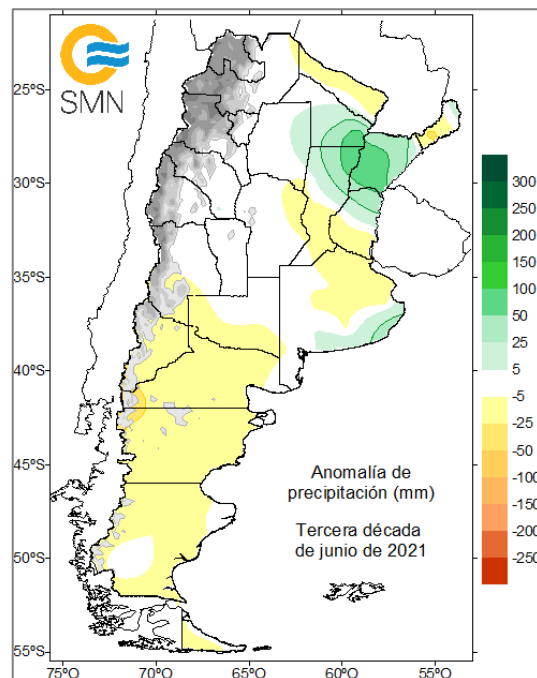 SMN
25°S
30°S
35°S
40°S
45°S
50°S
55°S
75°O
70°O
65°O
60°O
55°O
300
250
200
150
100
50
25
5
-5
-25
-50
-100
-150
-200
-250
Anomalía de
precipitación (mm)
Tercera década
de junio de 2021